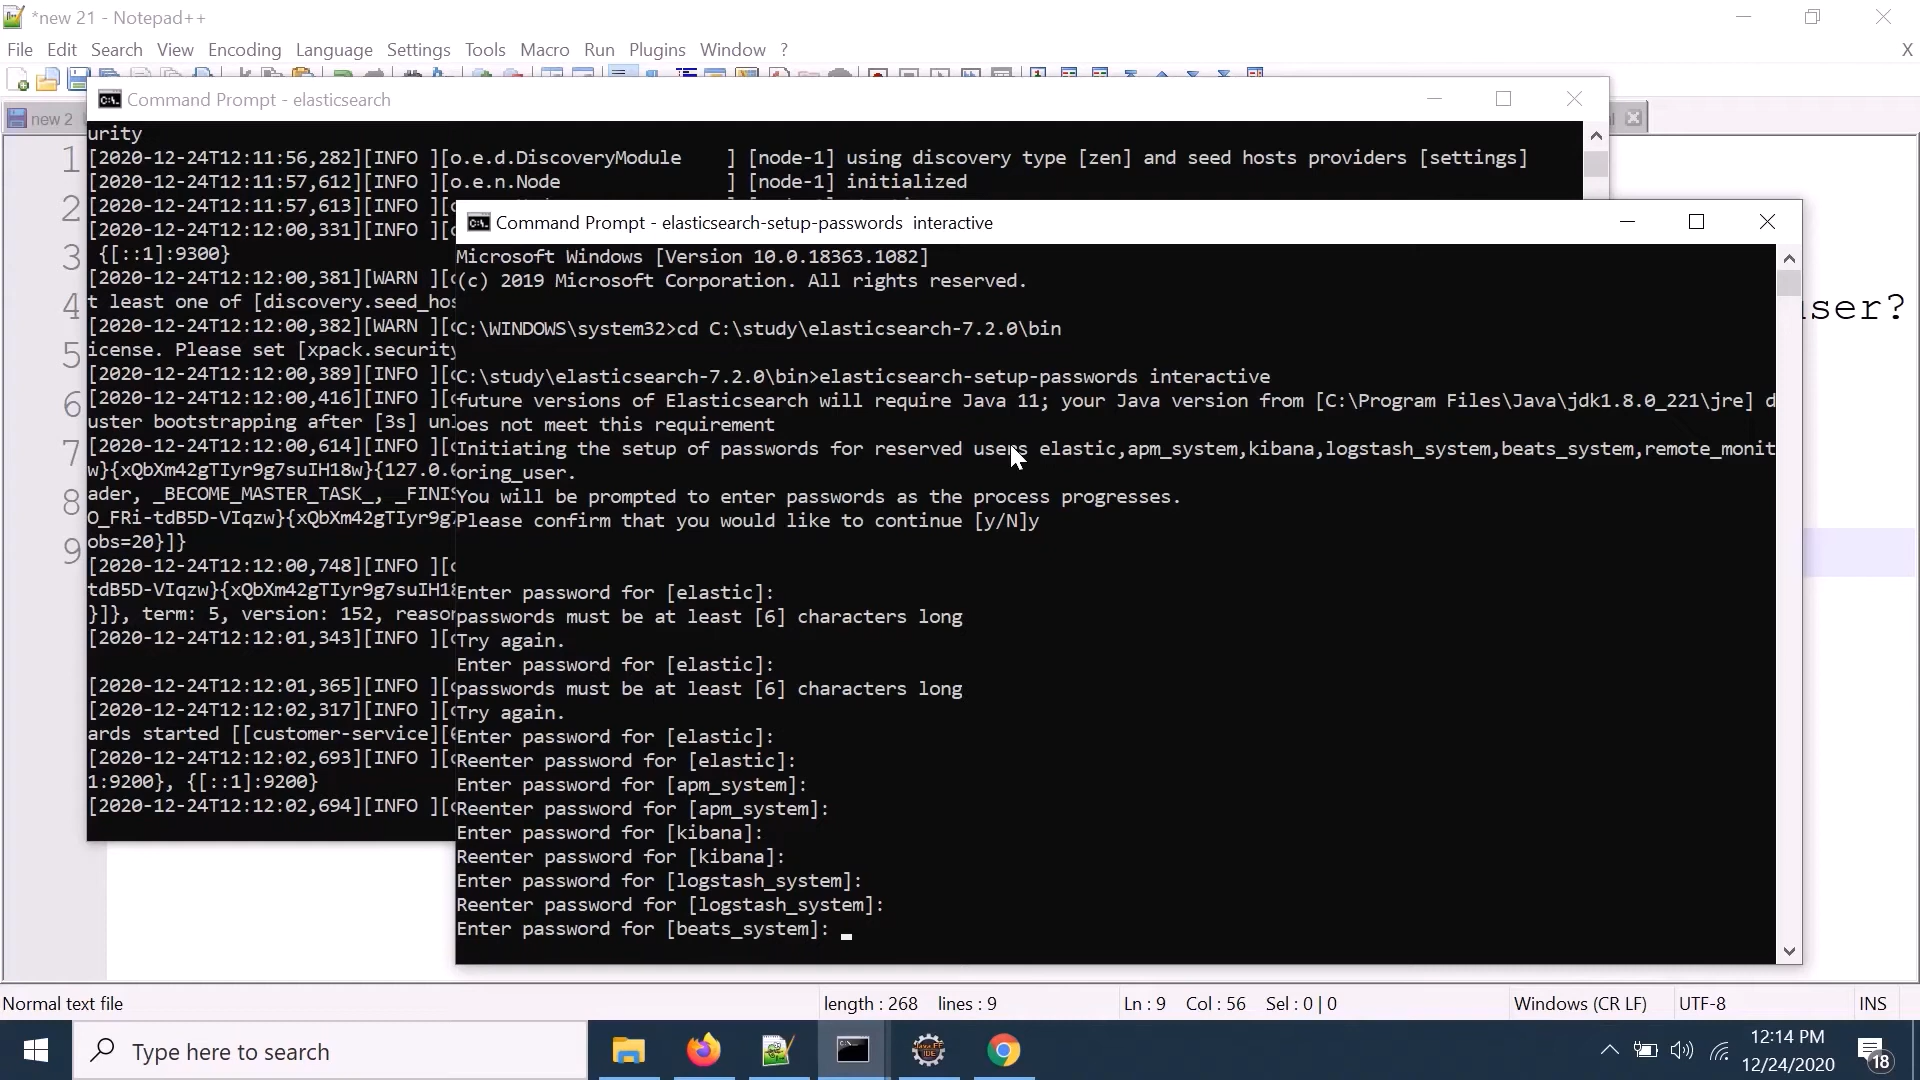 *new 21 - Notepad++
File Edit Search View Encoding Language Settings Tools Macro Run Plugins Window ?
X
new 2
Command Prompt - elasticsearch
urity
[2020-12-24T12:11:56,282][INFO ][o.e.d.DiscoveryModule ] [node-1] using discovery type [zen] and seed hosts providers [settings]
[2020-12-24T12:11:57,612][INFO ][o.e.n.Node ] [node-1] initialized
[2020-12-24T12:11:57,613][INFO ][
[2020-12-24T12:12:00,331][INFO ][
{[::1]:9300}
[2020-12-24T12:12:00,381][WARN ][
t least one of [discovery.seed_hos
[2020-12-24T12:12:00,382][WARN ][
icense. Please set [xpack.security
[2020-12-24T12:12:00,389][INFO ][
[2020-12-24T12:12:00,416][INFO ][
uster bootstrapping after [3s] un
[2020-12-24T12:12:00,614][INFO ][
w}{xQbXm42gTIyr9g7suIH18w}{127.0.0
ader, _BECOME_MASTER_TASK_, _FINIS
O_FRi-tdB5D-VIqzw}{xQbXm42gTIyr9g7
obs=20}]}
[2020-12-24T12:12:00,748][INFO ][
tdB5D-VIqzw}{xQbXm42gTIyr9g7suIH18
}]}, term: 5, version: 152, reaso
[2020-12-24T12:12:01,343][INFO ][
[2020-12-24T12:12:01,365][INFO ][
[2020-12-24T12:12:02,317][INFO ][
ards started [[customer-service][
[2020-12-24T12:12:02,693][INFO ][
1:9200}, {[::1]:9200}
[2020-12-24T12:12:02,694][INFO ][
1
2
3
4
5
6
7
8
9
user?
Command Prompt - elasticsearch-setup-passwords interactive
Microsoft Windows [Version 10.0.18363.1082]
(c) 2019 Microsoft Corporation. All rights reserved.
C:\WINDOWS\system32>cd C:\study\elasticsearch-7.2.0\bin
C:\study\elasticsearch-7.2.0\bin>elasticsearch-setup-passwords interactive
future versions of Elasticsearch will require Java 11; your Java version from [C:\Program Files\Java\jdk1.8.0_221\jre] d
oes not meet this requirement
Initiating the setup of passwords for reserved users elastic,apm_system,kibana,logstash_system,beats_system,remote_monit
oring_user.
You will be prompted to enter passwords as the process progresses.
Please confirm that you would like to continue [y/N]y
Enter password for [elastic]:
passwords must be at least [6] characters long
Try again.
Enter password for [elastic]:
passwords must be at least [6] characters long
Try again.
Enter password for [elastic]:
Reenter password for [elastic]:
Enter password for [apm_system]:
Reenter password for [apm_system]:
Enter password for [kibana]:
Reenter password for [kibana]:
Enter password for [logstash_system]:
Reenter password for [logstash_system]:
Enter password for [beats_system]:
Normal text file length : 268 lines : 9 Ln : 9 Col : 56 Sel : 0 | 0 Windows (CR LF) UTF-8 INS
Type here to search
12:14 PM
12/24/2020
18